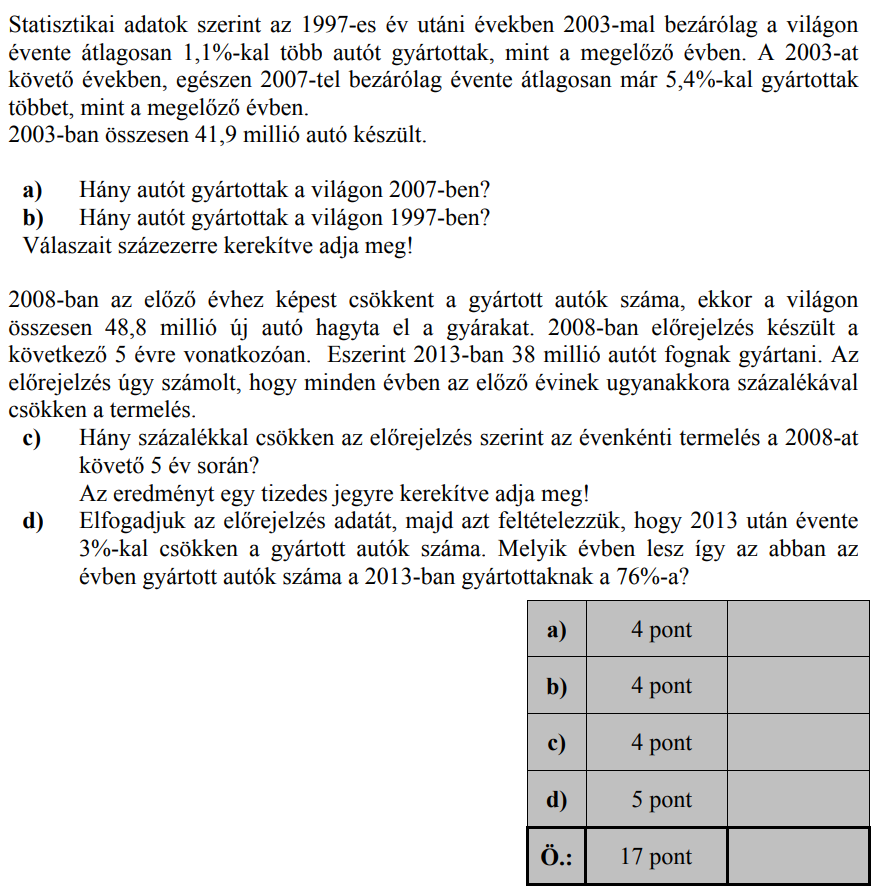 Statisztikai adatok szerint az 1997-es év utáni években 2003-mal bezárólag a világon
évente átlagosan 1,1%-kal több autót gyártottak, mint a megelőző évben. A 2003-at
követő években, egészen 2007-tel bezárólag évente átlagosan már 5,4%-kal gyártottak
többet, mint a megelőző évben.
2003-ban összesen 41,9 millió autó készült.
a) Hány autót gyártottak a világon 2007-ben?
b) Hány autót gyártottak a világon 1997-ben?
Válaszait százezerre kerekítve adja meg!
2008-ban az előző évhez képest csökkent a gyártott autók száma, ekkor a világon
összesen 48,8 millió új autó hagyta el a gyárakat. 2008-ban előrejelzés készült a
következő 5 évre vonatkozóan. Eszerint 2013-ban 38 millió autót fognak gyártani. Az
előrejelzés úgy számolt, hogy minden évben az előző évinek ugyanakkora százalékával
csökken a termelés.
c) Hány százalékkal csökken az előrejelzés szerint az évenkénti termelés a 2008-at
követő 5 év során?
Az eredményt egy tizedes jegyre kerekítve adja meg!
d) Elfogadjuk az előrejelzés adatát, majd azt feltételezzük, hogy 2013 után évente
3%-kal csökken a gyártott autók száma. Melyik évben lesz így az abban az
évben gyártott autók száma a 2013-ban gyártottaknak a 76%-a?
a) 4 pont
b) 4 pont
c) 4 pont
d) 5 pont
Ö.: 17 pont